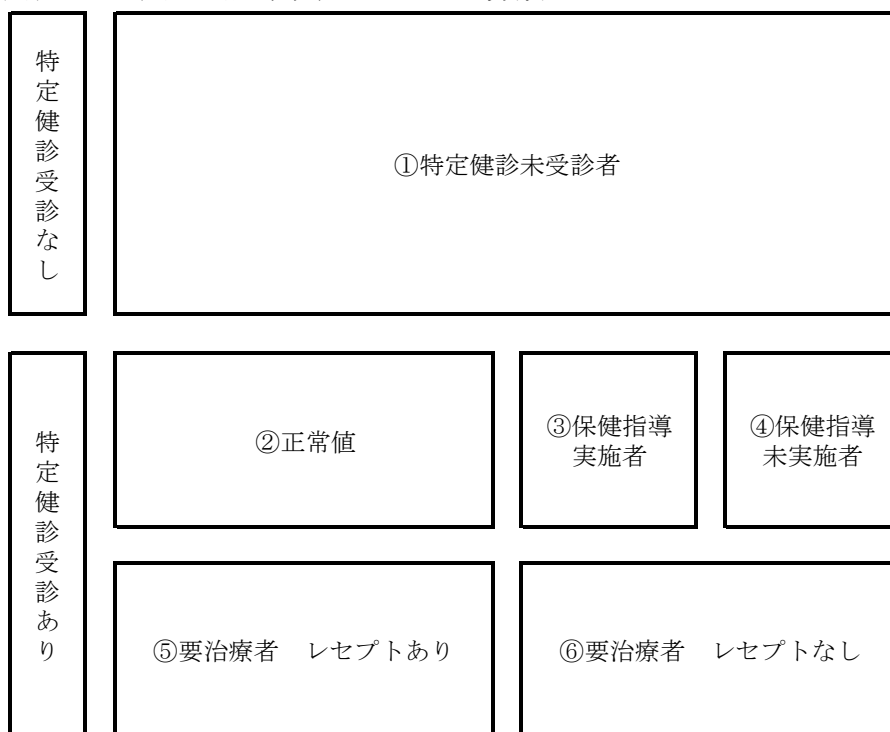 特定健診受診なし
①特定健診未受診者
特定健診受診あり
②正常値
③保健指導
実施者
④保健指導
未実施者
⑤要治療者　レセプトあり
⑥要治療者　レセプトなし